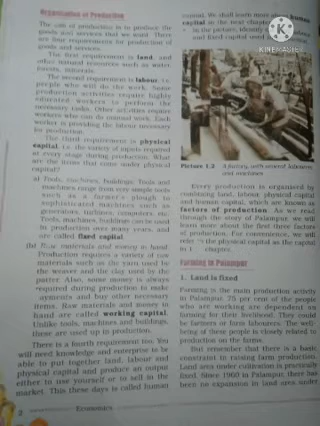 Organisation of Production
The aim of production is to produce the
goods and services that we want. There
are four requirements for production of
goods and services.
The first requirement is land, and
other natural resources such as water,
forests, minerals.
The second requirement is labour, i.e.
people who will do the work. Some
production activities require highly
educated workers to perform the
necessary tasks. Other activities require
workers who can do manual work. Each
worker is providing the labour necessary
for production.
The third requirement is physical
capital, i.e. the variety of inputs required
at every stage during production. What
are the items that come under physical
capital?
Tools, machines, buildings: Tools and
machines range from very simple tools
such as a farmer's plough to
sophisticated machines such as
generators, turbines, computers, etc.
Tools, machines, buildings can be used
in production over many years, and
are called fixed capital.
(b) Raw materials and money in hand:
Production requires a variety of raw
materials such as the yarn used by
the weaver and the clay used by the
potter. Also, some money is always
required during production to make
payments and buy other necessary
items. Raw materials and money in
hand are called working capital.
Unlike tools, machines and buildings,
these are used up in production.
There is a fourth requirement too. You
will need knowledge and enterprise to be
able to put together land, labour and
physical capital and produce an output
either to use yourself or to sell in the
market. This these days is called human
2
Economics
capital. We shall learn more about human
capital in the next chapter.
In the picture, identify the labour
and fixed capital used
KINEMASTER
Picture 1.2 A factory, with several labourers
and machines
Every production is organised by
combining land, labour, physical capital
and human capital, which are known as
factors of production. As we read
through the story of Palampur, we will
learn more about the first three factors
of production. For convenience, we will
refer the physical capital as the capital
chapter.
Farming in Palampur
1. Land is fixed
Farming is the main production activity
in Palampur. 75 per cent of the people
who are working are dependent on
farming for their livelihood. They could
be farmers or farm labourers. The well-
being of these people is closely related to
production on the farms.
But remember that there is a basic
constraint in raising farm production.
Land area under cultivation is practically
fixed. Since 1960 in Palampur, there has
been no expansion in land area under